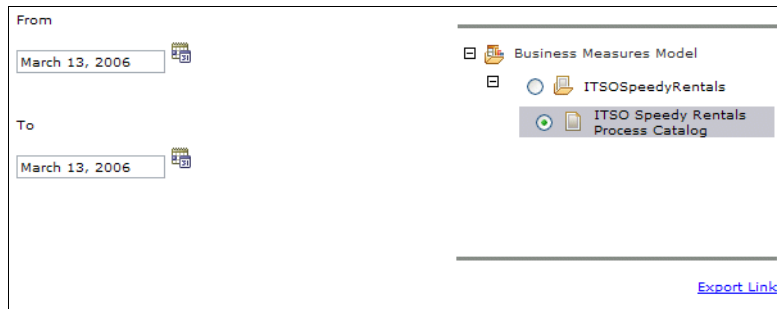 From
March 13, 2006
To
March 13, 2006
Business Measures Model
ITSOSpeedyRentals
ITSO Speedy Rentals
Process Catalog
Export Link